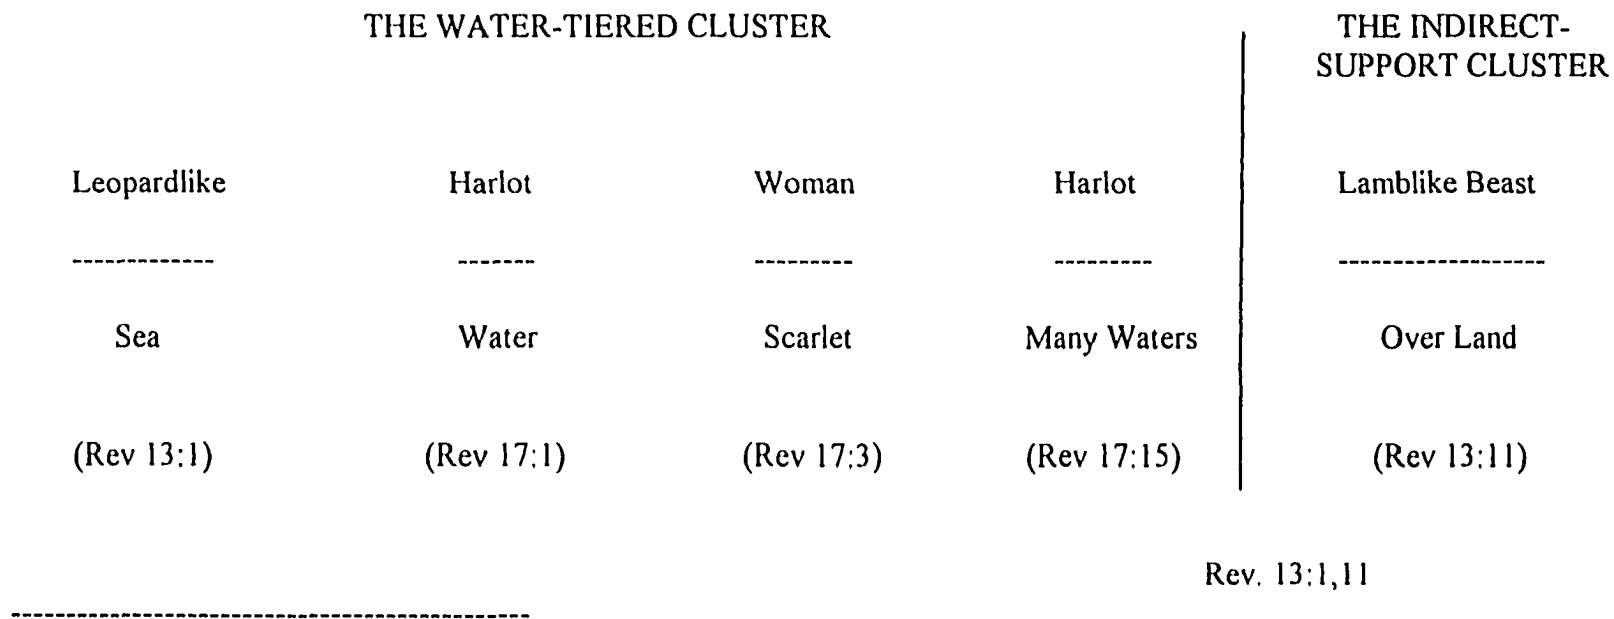 THE WATER-TIERED CLUSTER
THE INDIRECT-
SUPPORT CLUSTER
Leopardlike Harlot Woman Harlot Lamblike Beast
------------- ------- --------- --------- -------------------
Sea Water Scarlet Many Waters Over Land
(Rev 13:1) (Rev 17:1) (Rev 17:3) (Rev 17:15) (Rev 13:11)
Rev. 13:1,11
-----------------------------------------------